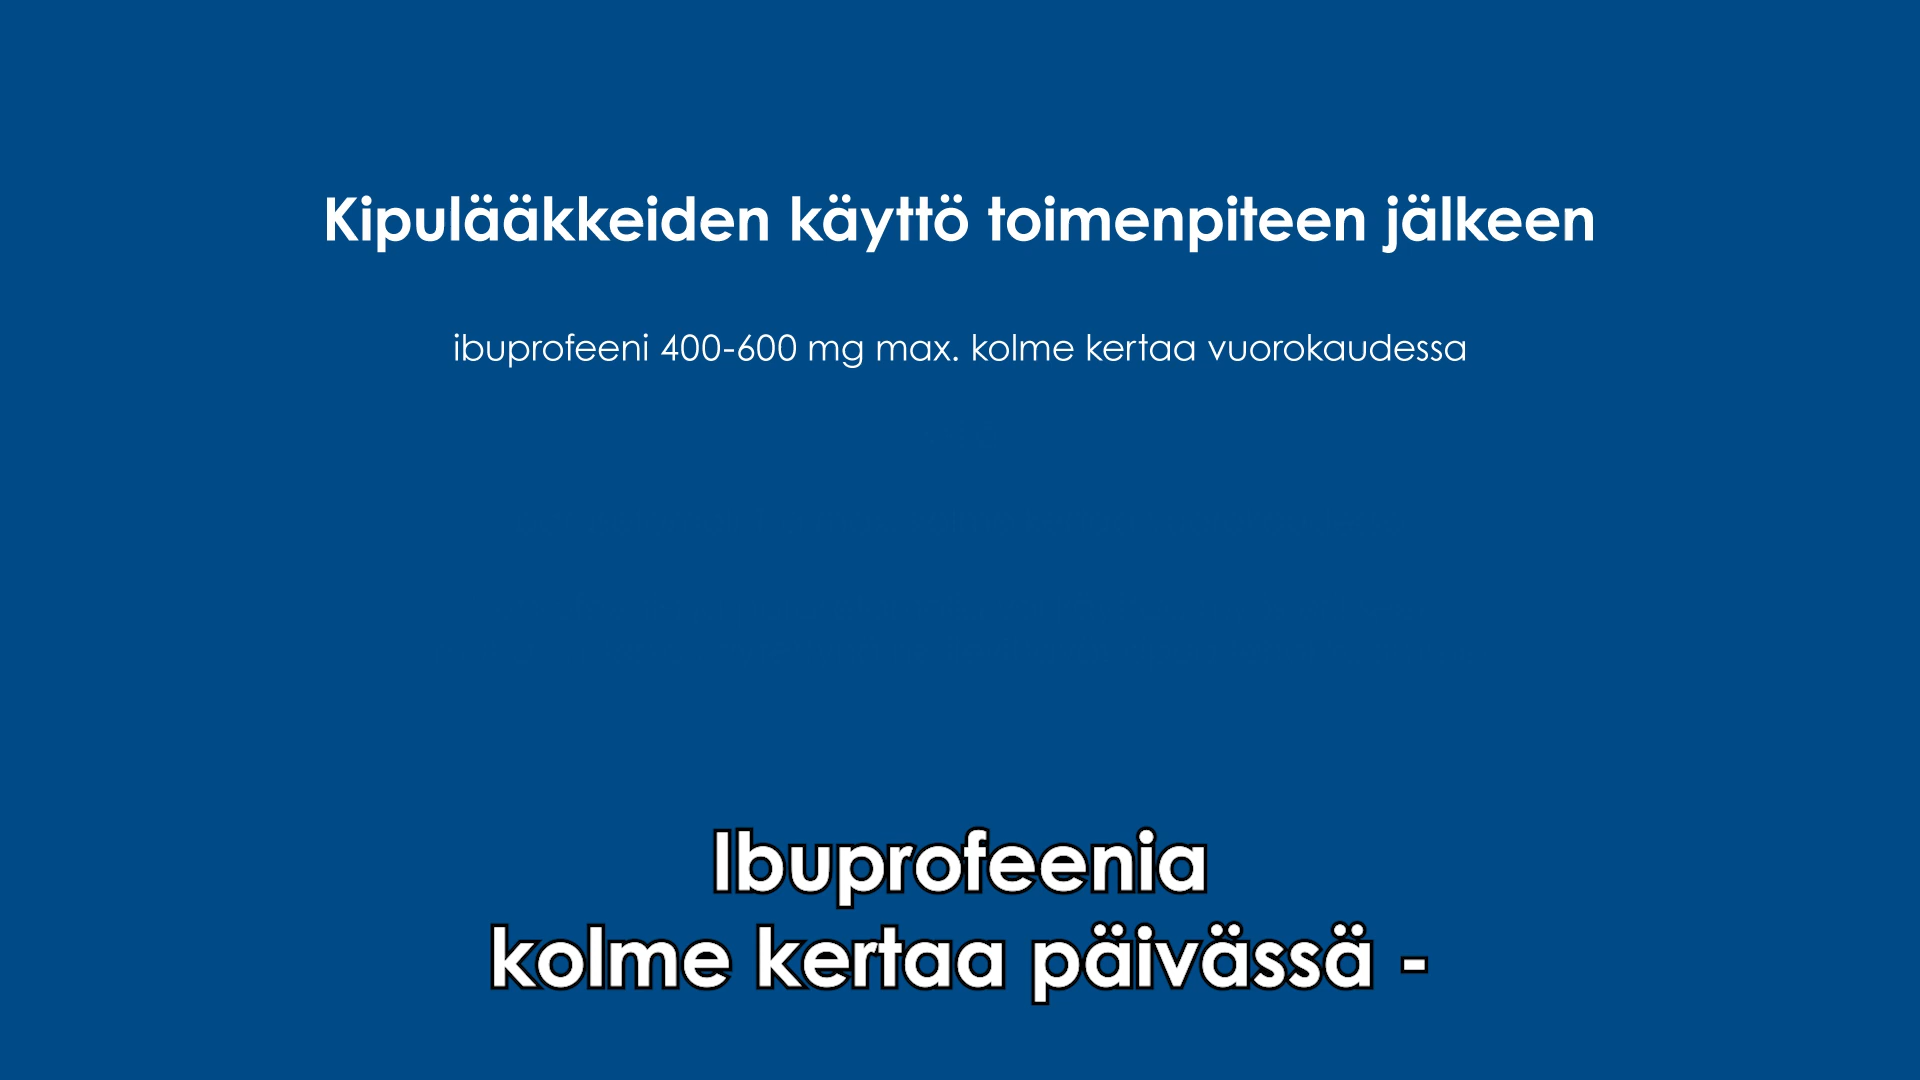 Kipulääkkeiden käyttö toimenpiteen jälkeen
ibuprofeeni 400-600 mg max. kolme kertaa vuorokaudessa
Ibuprofeenia
kolme kertaa päivässä -